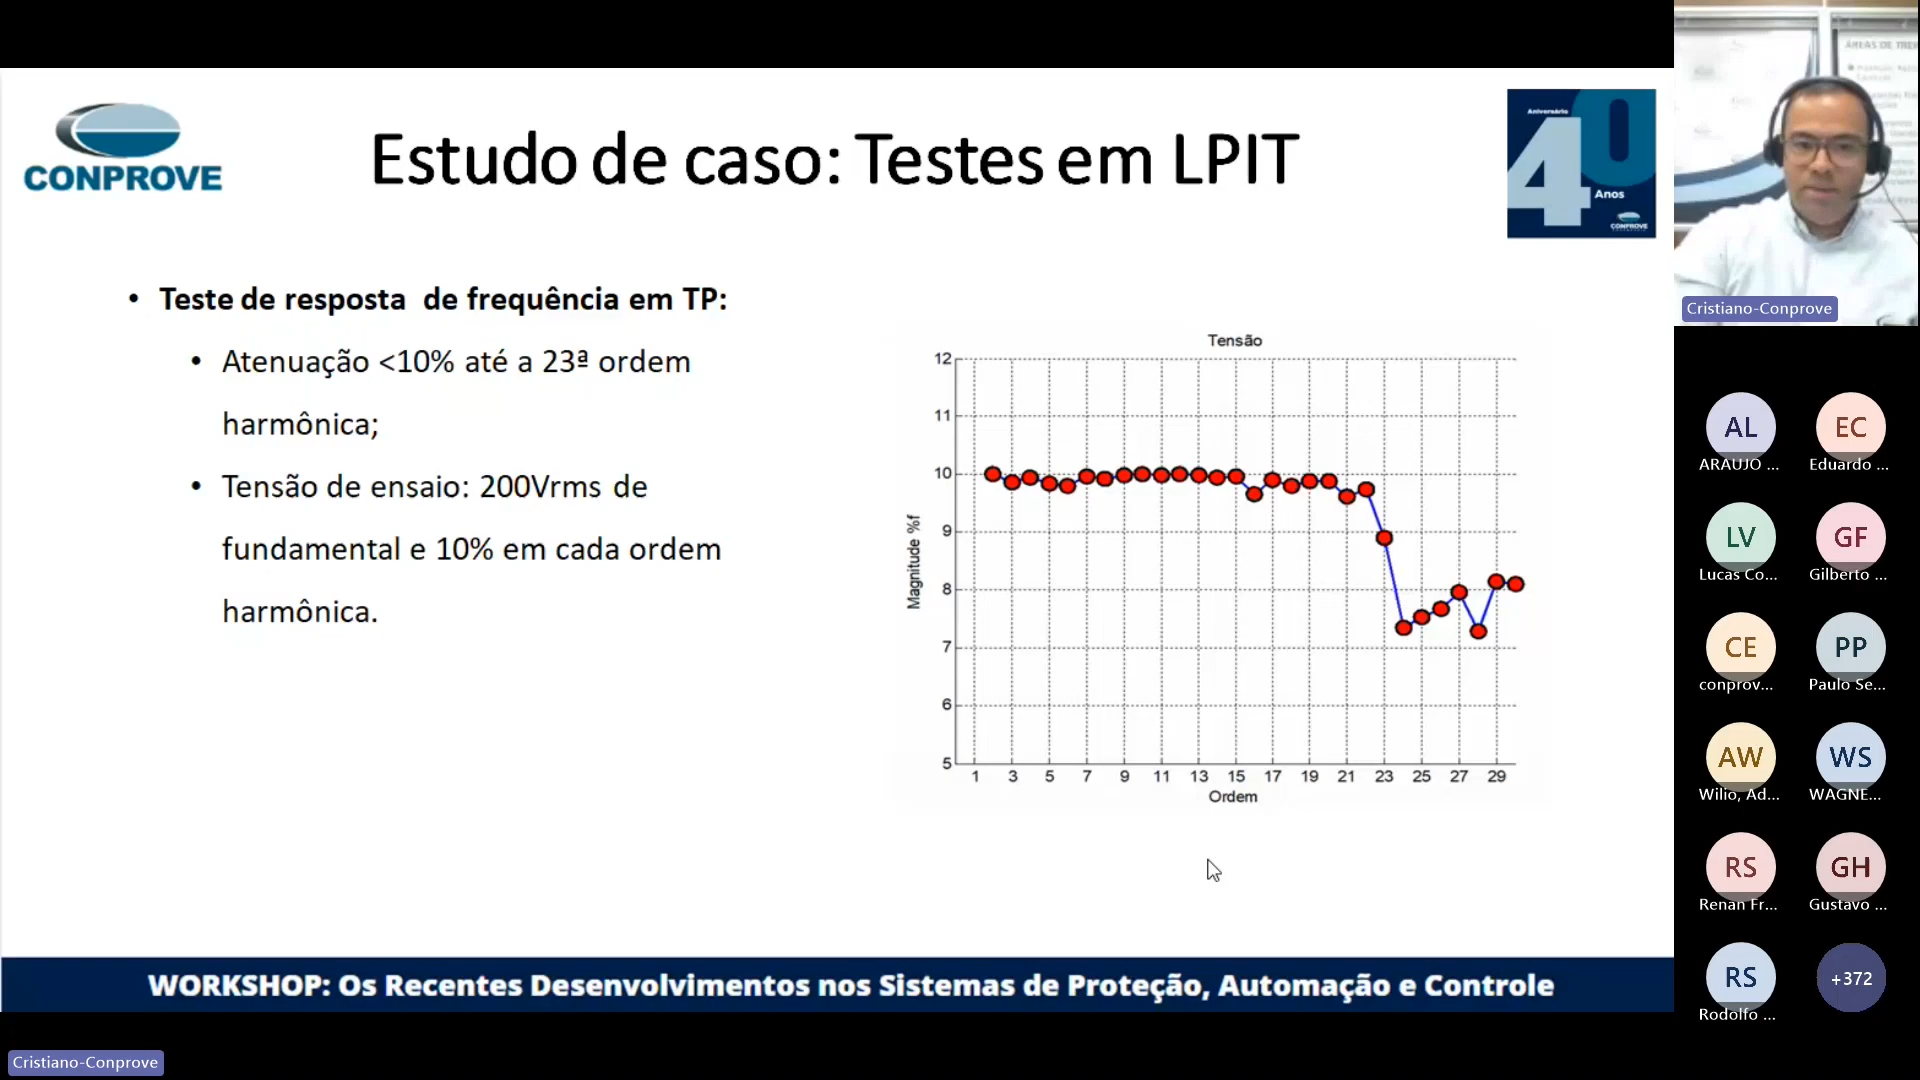 CONPROVE
Estudo de caso: Testes em LPIT
Aniversário
40
Anos
CONPROVE
• Teste de resposta de frequência em TP:
• Atenuação <10% até a 23ª ordem
harmônica;
• Tensão de ensaio: 200Vrms de
fundamental e 10% em cada ordem
harmônica.
Tensão
12
11
10
9
8
7
6
5
Magnitude %f
1 3 5 7 9 11 13 15 17 19 21 23 25 27 29
Ordem
WORKSHOP: Os Recentes Desenvolvimentos nos Sistemas de Proteção, Automação e Controle
Cristiano-Conprove
Cristiano-Conprove
AL
ARAUJO ...
EC
Eduardo ...
LV
Lucas Co...
GF
Gilberto ...
CE
conprov...
PP
Paulo Se...
AW
Wilio, Ad...
WS
WAGNE...
RS
Renan Fr...
GH
Gustavo ...
RS
Rodolfo ...
+372